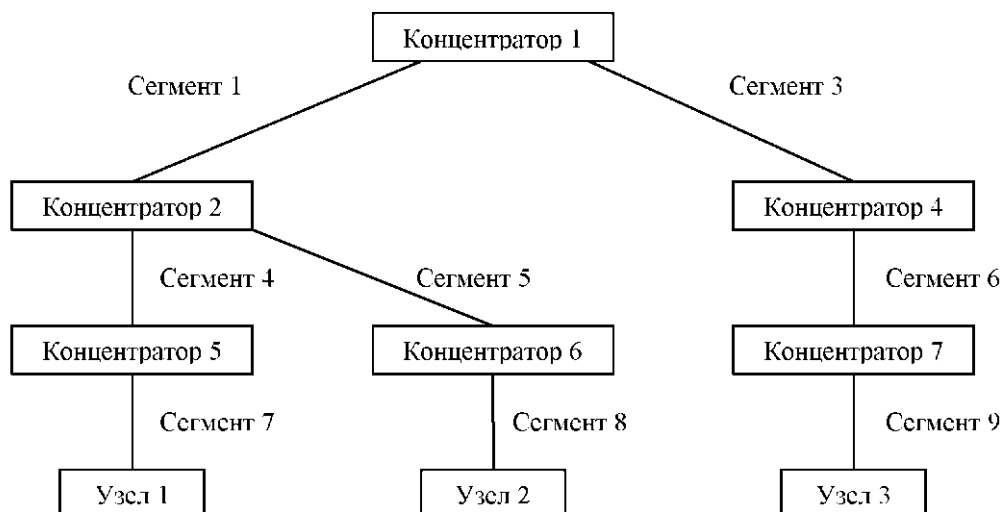 Концентратор 1
Сегмент 1
Сегмент 3
Концентратор 2
Концентратор 4
Сегмент 4
Сегмент 5
Сегмент 6
Концентратор 5
Концентратор 6
Концентратор 7
Сегмент 7
Сегмент 8
Сегмент 9
Узел 1
Узел 2
Узел 3